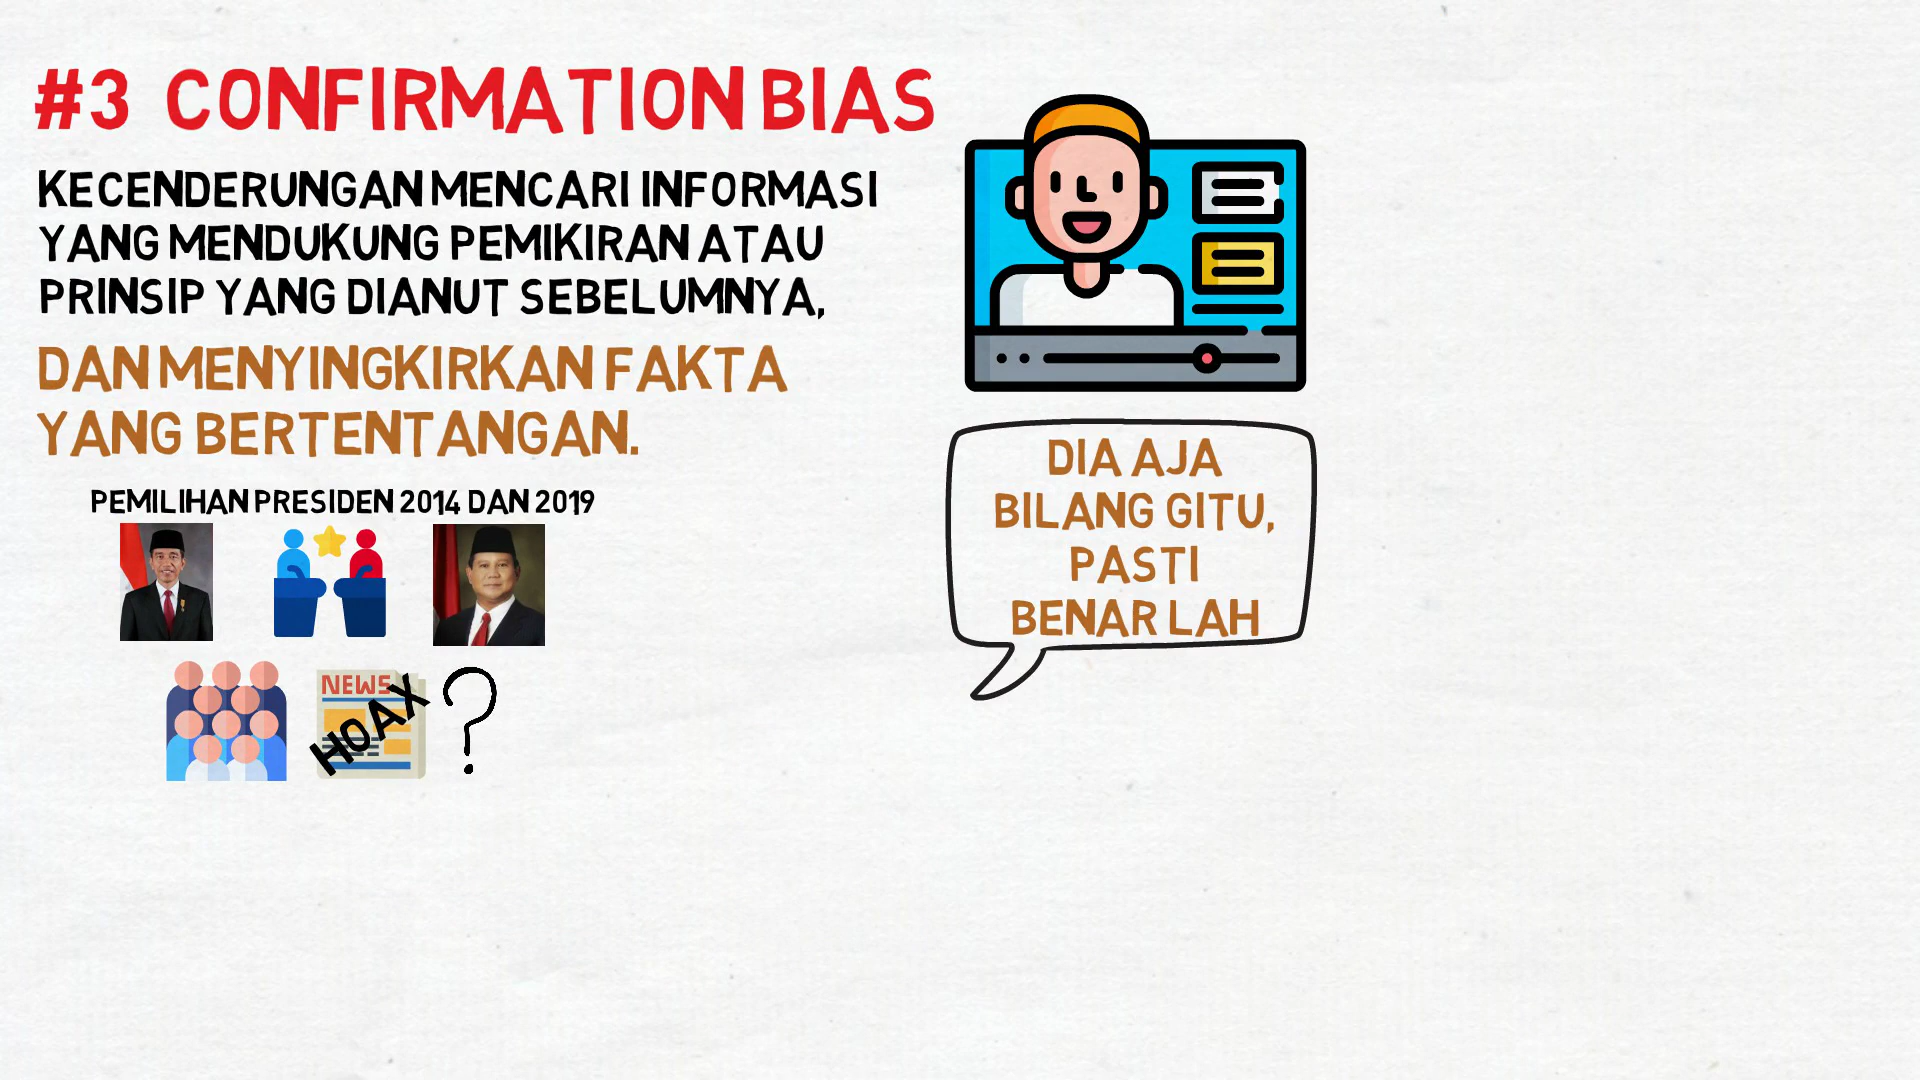 #3 CONFIRMATION BIAS
KECENDERUNGAN MENCARI INFORMASI
YANG MENDUKUNG PEMIKIRAN ATAU
PRINSIP YANG DIANUT SEBELUMNYA,
DAN MENYINGKIRKAN FAKTA
YANG BERTENTANGAN.
PEMILIHAN PRESIDEN 2014 DAN 2019
NEWS
HOAX
?
DIA AJA
BILANG GITU,
PASTI
BENAR LAH